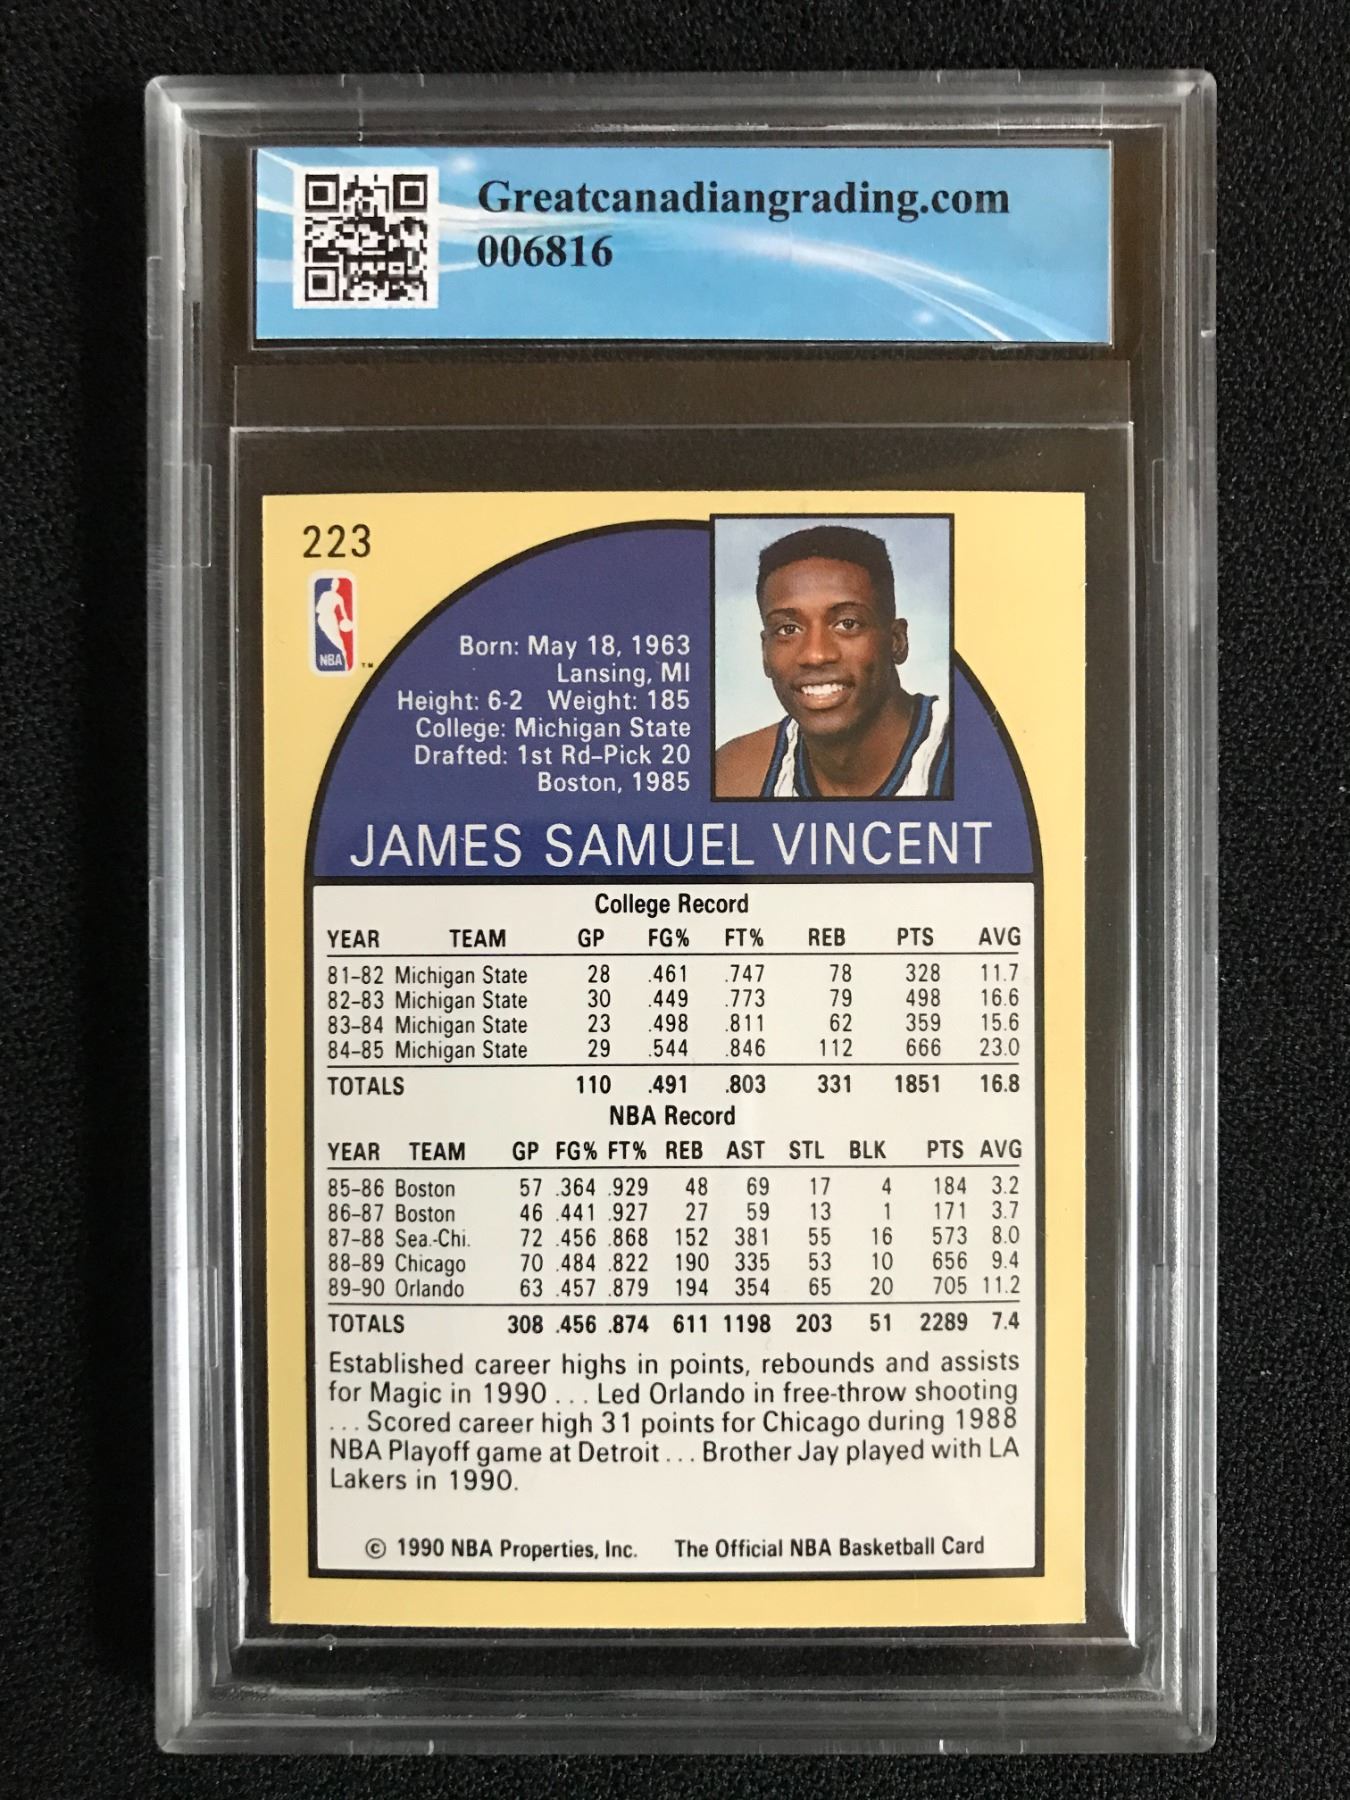 Greatcanadiangrading.com
006816
223
NBA
TM
Born: May 18, 1963
Lansing, MI
Height: 6-2 Weight: 185
College: Michigan State
Drafted: 1st Rd-Pick 20
Boston, 1985
JAMES SAMUEL VINCENT
College Record
YEAR TEAM GP FG% FT% REB PTS AVG
81-82 Michigan State 28 .461 .747 78 328 11.7
82-83 Michigan State 30 .449 .773 79 498 16.6
83-84 Michigan State 23 .498 .811 62 359 15.6
84-85 Michigan State 29 .544 .846 112 666 23.0
TOTALS 110 .491 .803 331 1851 16.8
NBA Record
YEAR TEAM GP FG% FT% REB AST STL BLK PTS AVG
85-86 Boston 57 .364 .929 48 69 17 4 184 3.2
86-87 Boston 46 .441 .927 27 59 13 1 171 3.7
87-88 Sea.-Chi. 72 .456 .868 152 381 55 16 573 8.0
88-89 Chicago 70 .484 .822 190 335 53 10 656 9.4
89-90 Orlando 63 .457 .879 194 354 65 20 705 11.2
TOTALS 308 .456 .874 611 1198 203 51 2289 7.4
Established career highs in points, rebounds and assists
for Magic in 1990 . . . Led Orlando in free-throw shooting
. . . Scored career high 31 points for Chicago during 1988
NBA Playoff game at Detroit . . . Brother Jay played with LA
Lakers in 1990.
© 1990 NBA Properties, Inc. The Official NBA Basketball Card